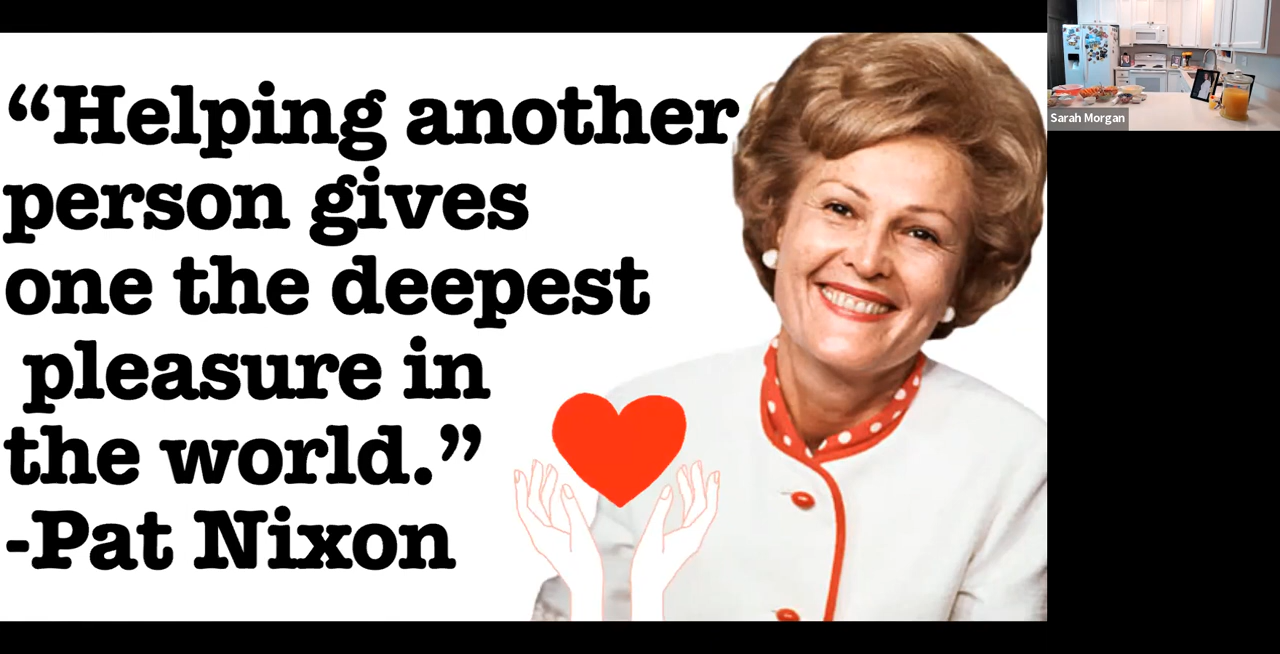 “Helping another
person gives
one the deepest
pleasure in
the world.”
-Pat Nixon
Sarah Morgan